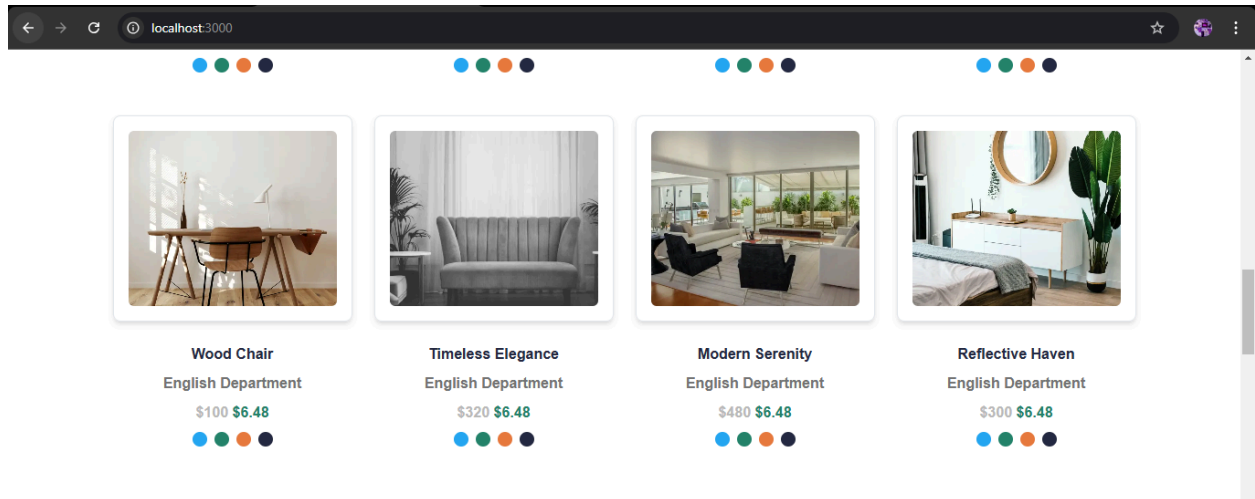 localhost:3000
Wood Chair
English Department
$100 $6.48
Timeless Elegance
English Department
$320 $6.48
Modern Serenity
English Department
$480 $6.48
Reflective Haven
English Department
$300 $6.48